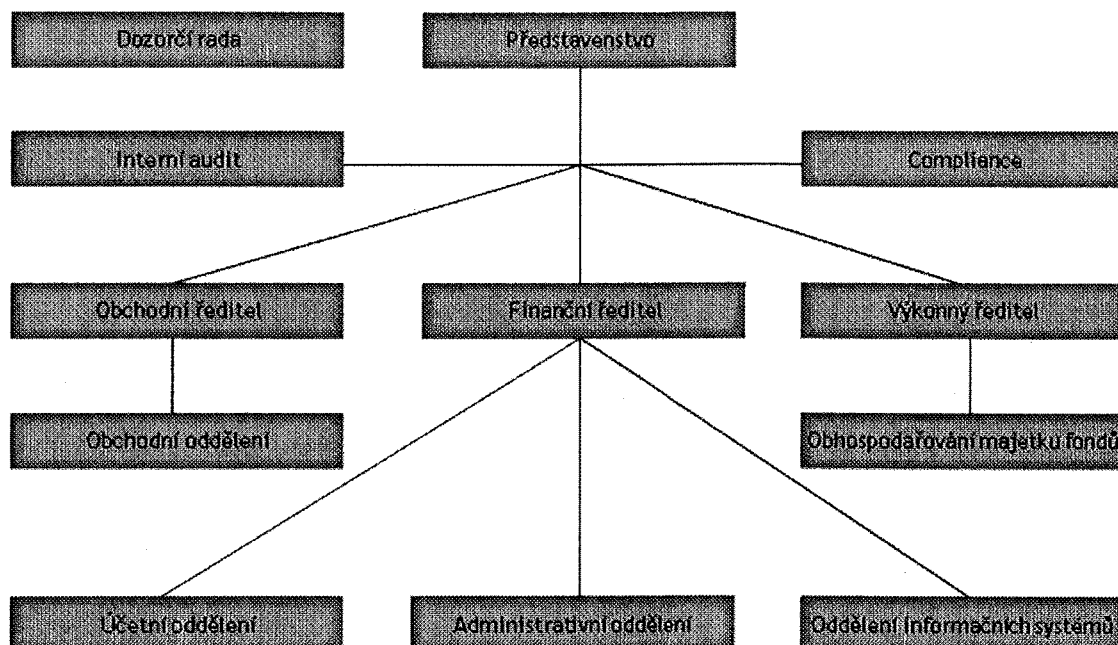 Dozorčí rada
Představenstvo
Interní audit
Compliance
Obchodní ředitel
Finanční ředitel
Výkonný ředitel
Obchodní oddělení
Obhospodařování majetku fondů
Účetní oddělení
Administrativní oddělení
Oddělení informačních systémů